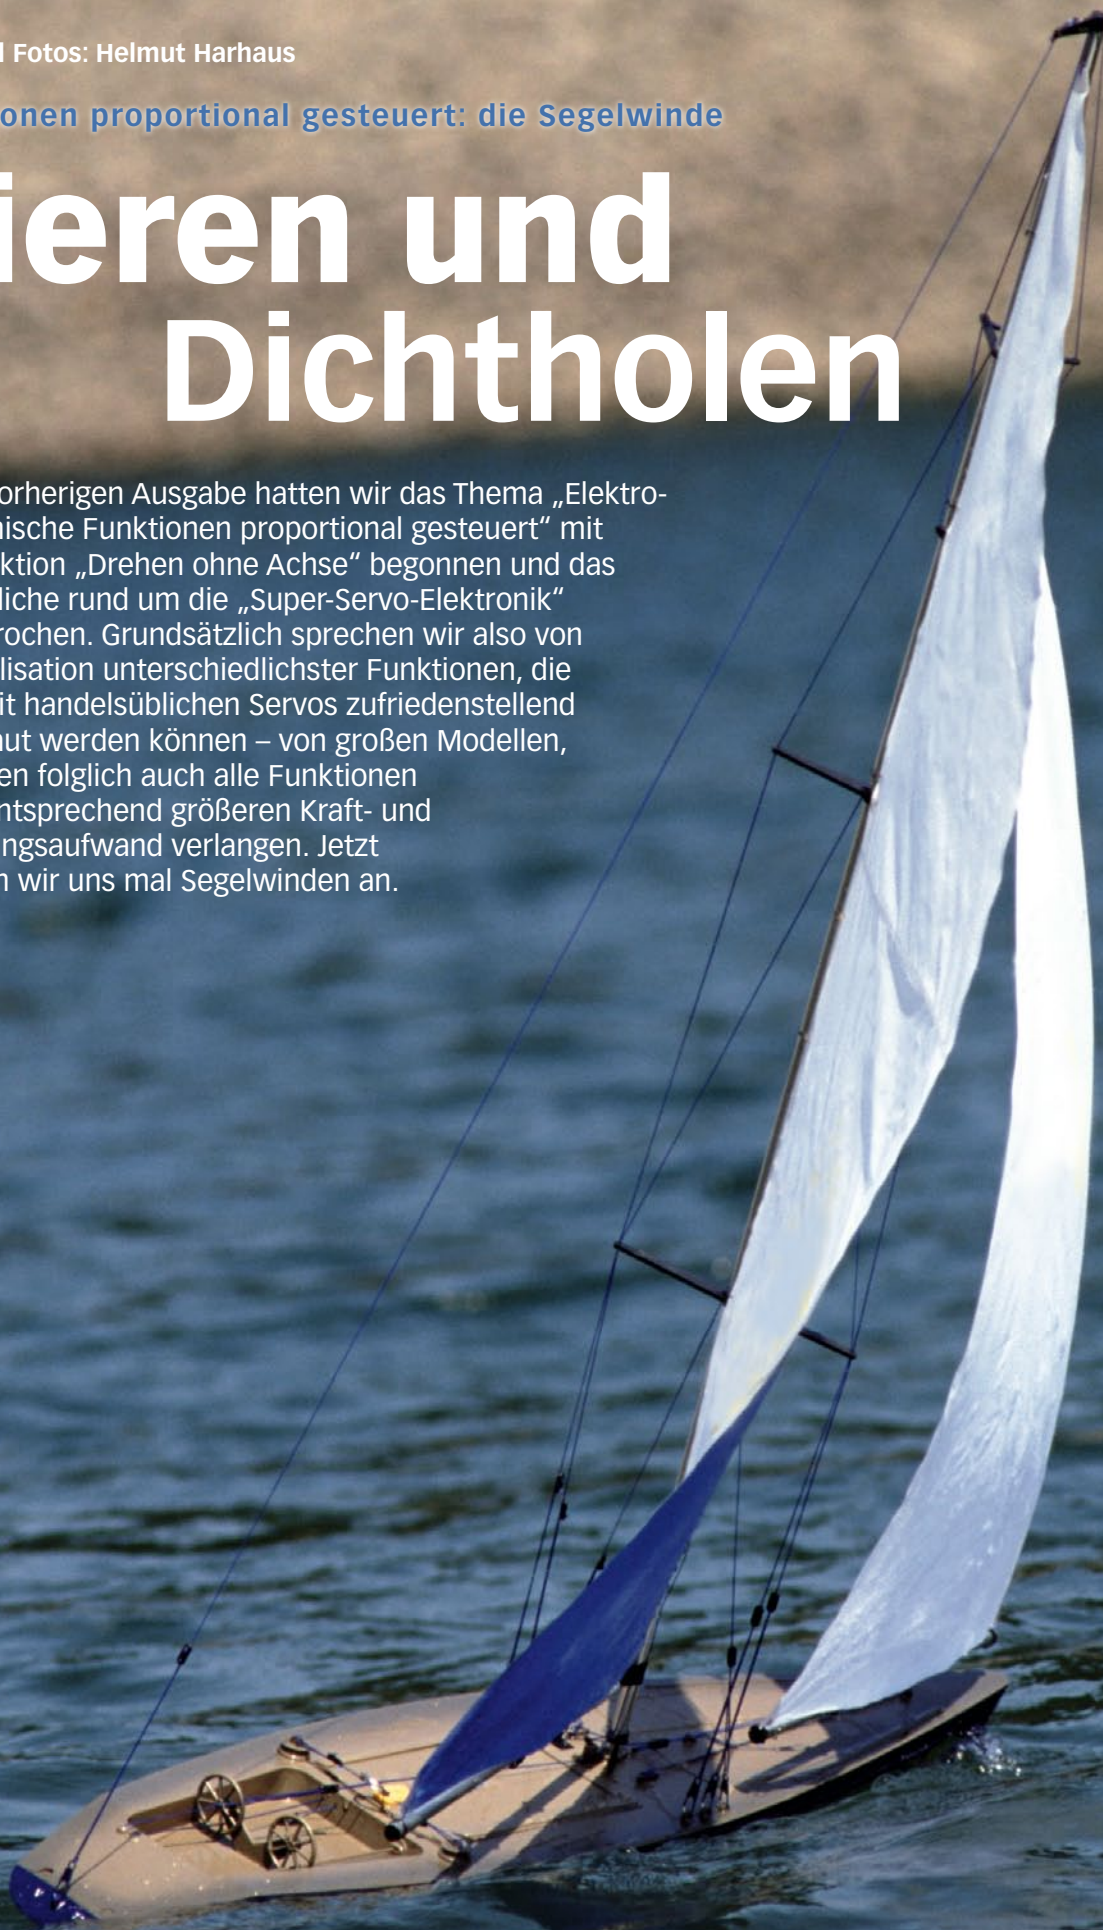 Fotos: Helmut Harhaus
onen proportional gesteuert: die Segelwinde
ieren und
Dichtholen
orherigen Ausgabe hatten wir das Thema „Elektro-
ische Funktionen proportional gesteuert“ mit
ktion „Drehen ohne Achse“ begonnen und das
liche rund um die „Super-Servo-Elektronik“
rochen. Grundsätzlich sprechen wir also von
lisation unterschiedlichster Funktionen, die
it handelsüblichen Servos zufriedenstellend
ut werden können – von großen Modellen,
en folglich auch alle Funktionen
ntsprechend größeren Kraft- und
ngsaufwand verlangen. Jetzt
wir uns mal Segelwinden an.